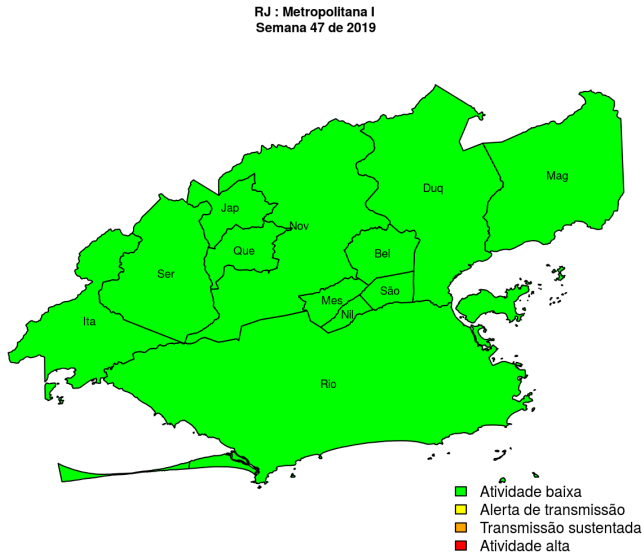 RJ : Metropolitana I
Semana 47 de 2019
Duq
Mag
Jap
Nov
Que
Bel
Ser
São
Mes
Nil
Ita
Rio
Atividade baixa
Alerta de transmissão
Transmissão sustentada
Atividade alta